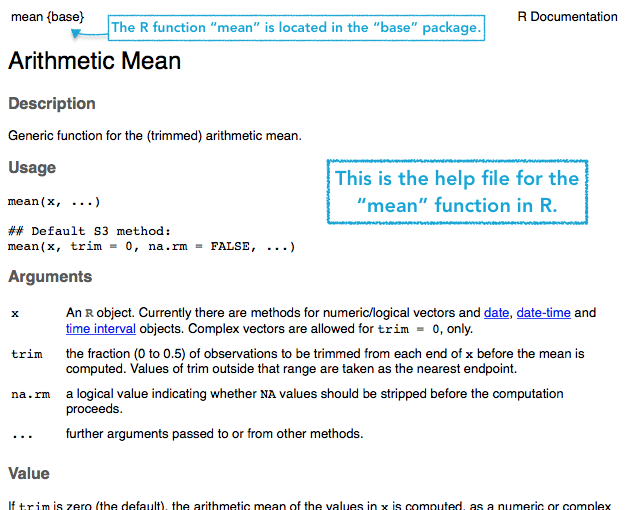 mean {base}
R Documentation
The R function “mean” is located in the “base” package.
Arithmetic Mean
Description
Generic function for the (trimmed) arithmetic mean.
Usage
This is the help file for the
“mean” function in R.
mean(x, ...)
## Default S3 method:
mean(x, trim = 0, na.rm = FALSE, ...)
Arguments
x An R object. Currently there are methods for numeric/logical vectors and date, date-time and
time interval objects. Complex vectors are allowed for trim = 0, only.
trim the fraction (0 to 0.5) of observations to be trimmed from each end of x before the mean is
computed. Values of trim outside that range are taken as the nearest endpoint.
na.rm a logical value indicating whether NA values should be stripped before the computation
proceeds.
... further arguments passed to or from other methods.
Value
If trim is zero (the default), the arithmetic mean of the values in x is computed, as a numeric or complex